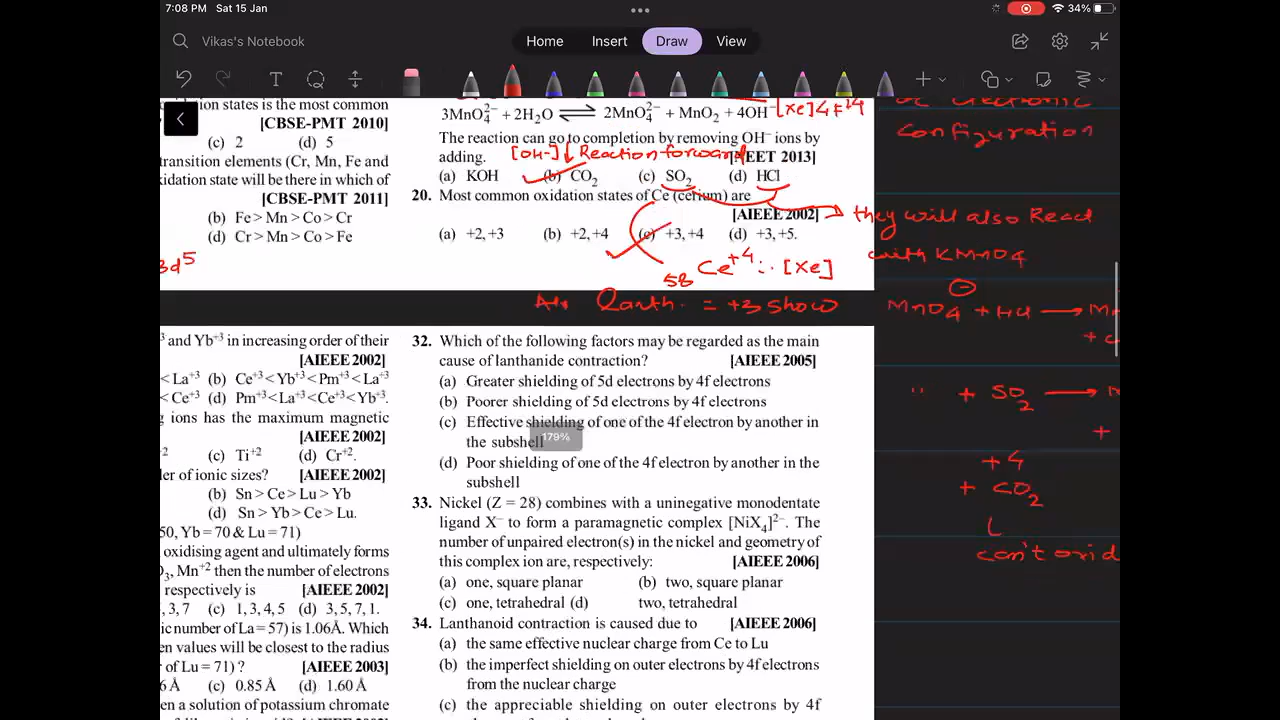 7:08 PM Sat 15 Jan
34%
Vikas's Notebook
Home Insert Draw View
ion states is the most common
[CBSE-PMT 2010]
(c) 2 (d) 5
transition elements (Cr, Mn, Fe and
xidation state will be there in which of
[CBSE-PMT 2011]
(b) Fe > Mn > Co > Cr
(d) Cr > Mn > Co > Fe
3d⁵
3MnO₄²⁻ + 2H₂O ⇌ 2MnO₄²⁻ + MnO₂ + 4OH⁻ [Xe] 4f¹4
The reaction can go to completion by removing OH⁻ ions by
adding. [OH-]↓ Reaction forward [NEET 2013]
(a) KOH (b) CO₂ (c) SO₂ (d) HCl
20. Most common oxidation states of Ce (cerium) are
[AIEEE 2002]
(a) +2, +3 (b) +2, +4 (c) +3, +4 (d) +3, +5.
₅₈Ce⁺⁴ : [Xe]
= +3 show
configuration
they will also React
with KMnO4
MnO4⁻ + HCl →
" + SO2 →
+
+4
+ CO2
can't oxid
³ and Yb⁺³ in increasing order of their
[AIEEE 2002]
< La⁺³ (b) Ce⁺³ < Yb⁺³ < Pm⁺³ < La⁺³
< Ce⁺³ (d) Pm⁺³ < La⁺³ < Ce⁺³ < Yb⁺³.
g ions has the maximum magnetic
[AIEEE 2002]
⁺² (c) Ti⁺² (d) Cr⁺².
er of ionic sizes? [AIEEE 2002]
(b) Sn > Ce > Lu > Yb
(d) Sn > Yb > Ce > Lu.
50, Yb = 70 & Lu = 71)
oxidising agent and ultimately forms
O₃, Mn⁺² then the number of electrons
respectively is [AIEEE 2002]
, 3, 7 (c) 1, 3, 4, 5 (d) 3, 5, 7, 1.
ic number of La = 57) is 1.06Å. Which
en values will be closest to the radius
r of Lu = 71) ? [AIEEE 2003]
6 Å (c) 0.85 Å (d) 1.60 Å
en a solution of potassium chromate
32. Which of the following factors may be regarded as the main
cause of lanthanide contraction? [AIEEE 2005]
(a) Greater shielding of 5d electrons by 4f electrons
(b) Poorer shielding of 5d electrons by 4f electrons
(c) Effective shielding of one of the 4f electron by another in
the subshell
179%
(d) Poor shielding of one of the 4f electron by another in the
subshell
33. Nickel (Z = 28) combines with a uninegative monodentate
ligand X⁻ to form a paramagnetic complex [NiX₄]²⁻. The
number of unpaired electron(s) in the nickel and geometry of
this complex ion are, respectively: [AIEEE 2006]
(a) one, square planar (b) two, square planar
(c) one, tetrahedral (d) two, tetrahedral
34. Lanthanoid contraction is caused due to [AIEEE 2006]
(a) the same effective nuclear charge from Ce to Lu
(b) the imperfect shielding on outer electrons by 4f electrons
from the nuclear charge
(c) the appreciable shielding on outer electrons by 4f